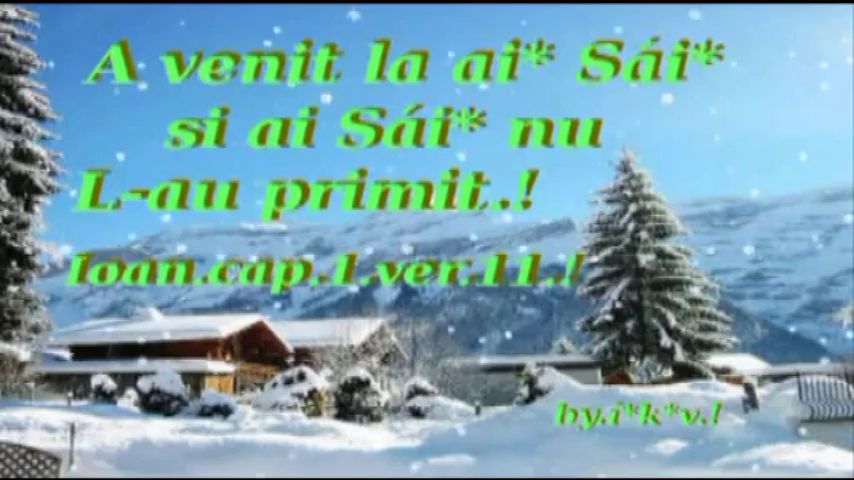 A venit la ai* Sái*
si ai Sái* nu
L-au primit.!
Ioan.cap.1.ver.11.!
by.i*k*v.!